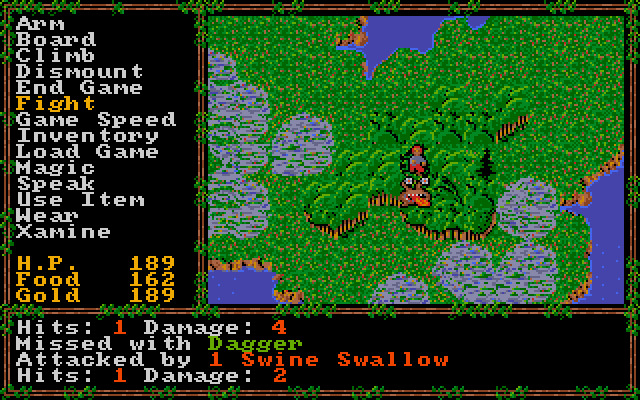 Arm
Board
Climb
Dismount
End Game
Fight
Game Speed
Inventory
Load Game
Magic
Speak
Use Item
Wear
Xamine
H.P. 189
Food 162
Gold 189
Hits: 1 Damage: 4
Missed with Dagger
Attacked by 1 Swine Swallow
Hits: 1 Damage: 2